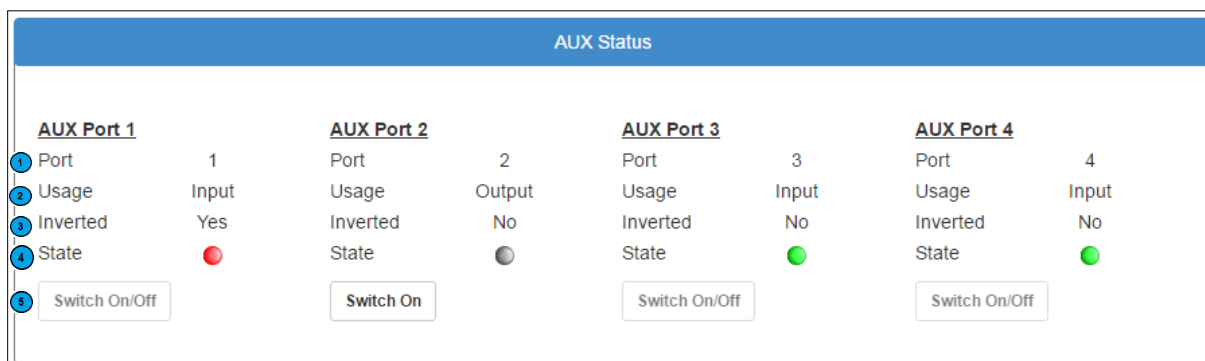 AUX Status
AUX Port 1 AUX Port 2 AUX Port 3 AUX Port 4
1 Port 1 Port 2 Port 3 Port 4
2 Usage Input Usage Output Usage Input Usage Input
3 Inverted Yes Inverted No Inverted No Inverted No
4 State State State State
5 Switch On/Off Switch On Switch On/Off Switch On/Off